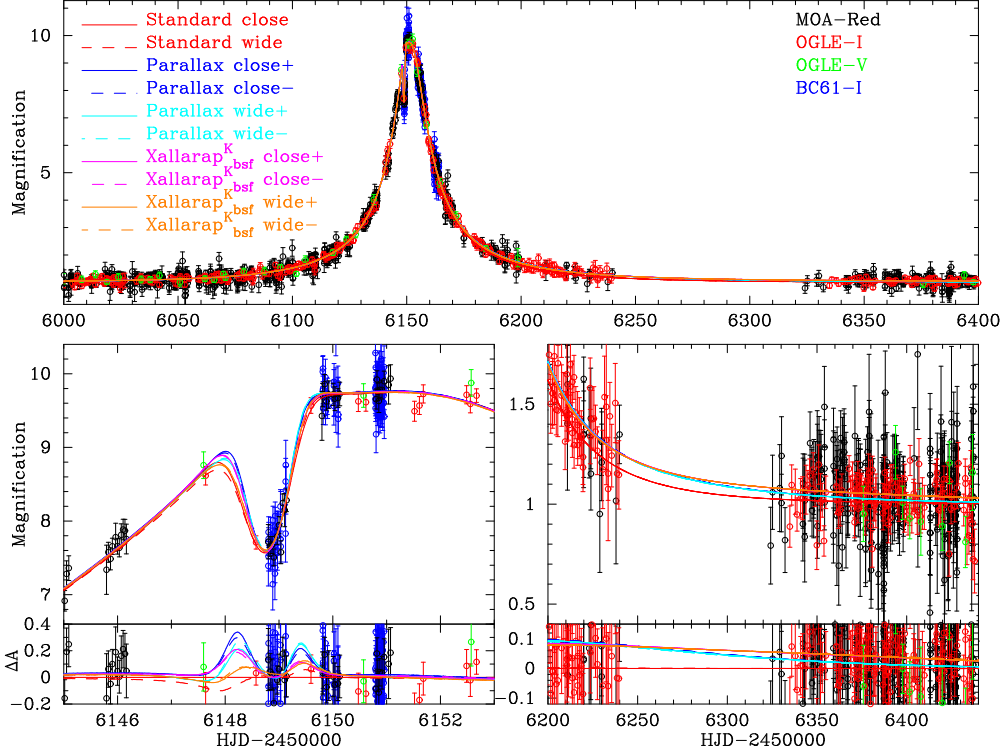 Standard close
Standard wide
Parallax close+
Parallax close−
Parallax wide+
Parallax wide−
Xallarap^K_bsf close+
Xallarap^K_bsf close−
Xallarap^K_bsf wide+
Xallarap^K_bsf wide−
MOA−Red
OGLE−I
OGLE−V
BC61−I
Magnification
10
5
6000 6050 6100 6150 6200 6250 6300 6350 6400
Magnification
10
9
8
7
ΔA
0.4
0.2
0
−0.2
6146 6148 6150 6152
HJD−2450000
1.5
1
0.5
0.1
0
−0.1
6200 6250 6300 6350 6400
HJD−2450000